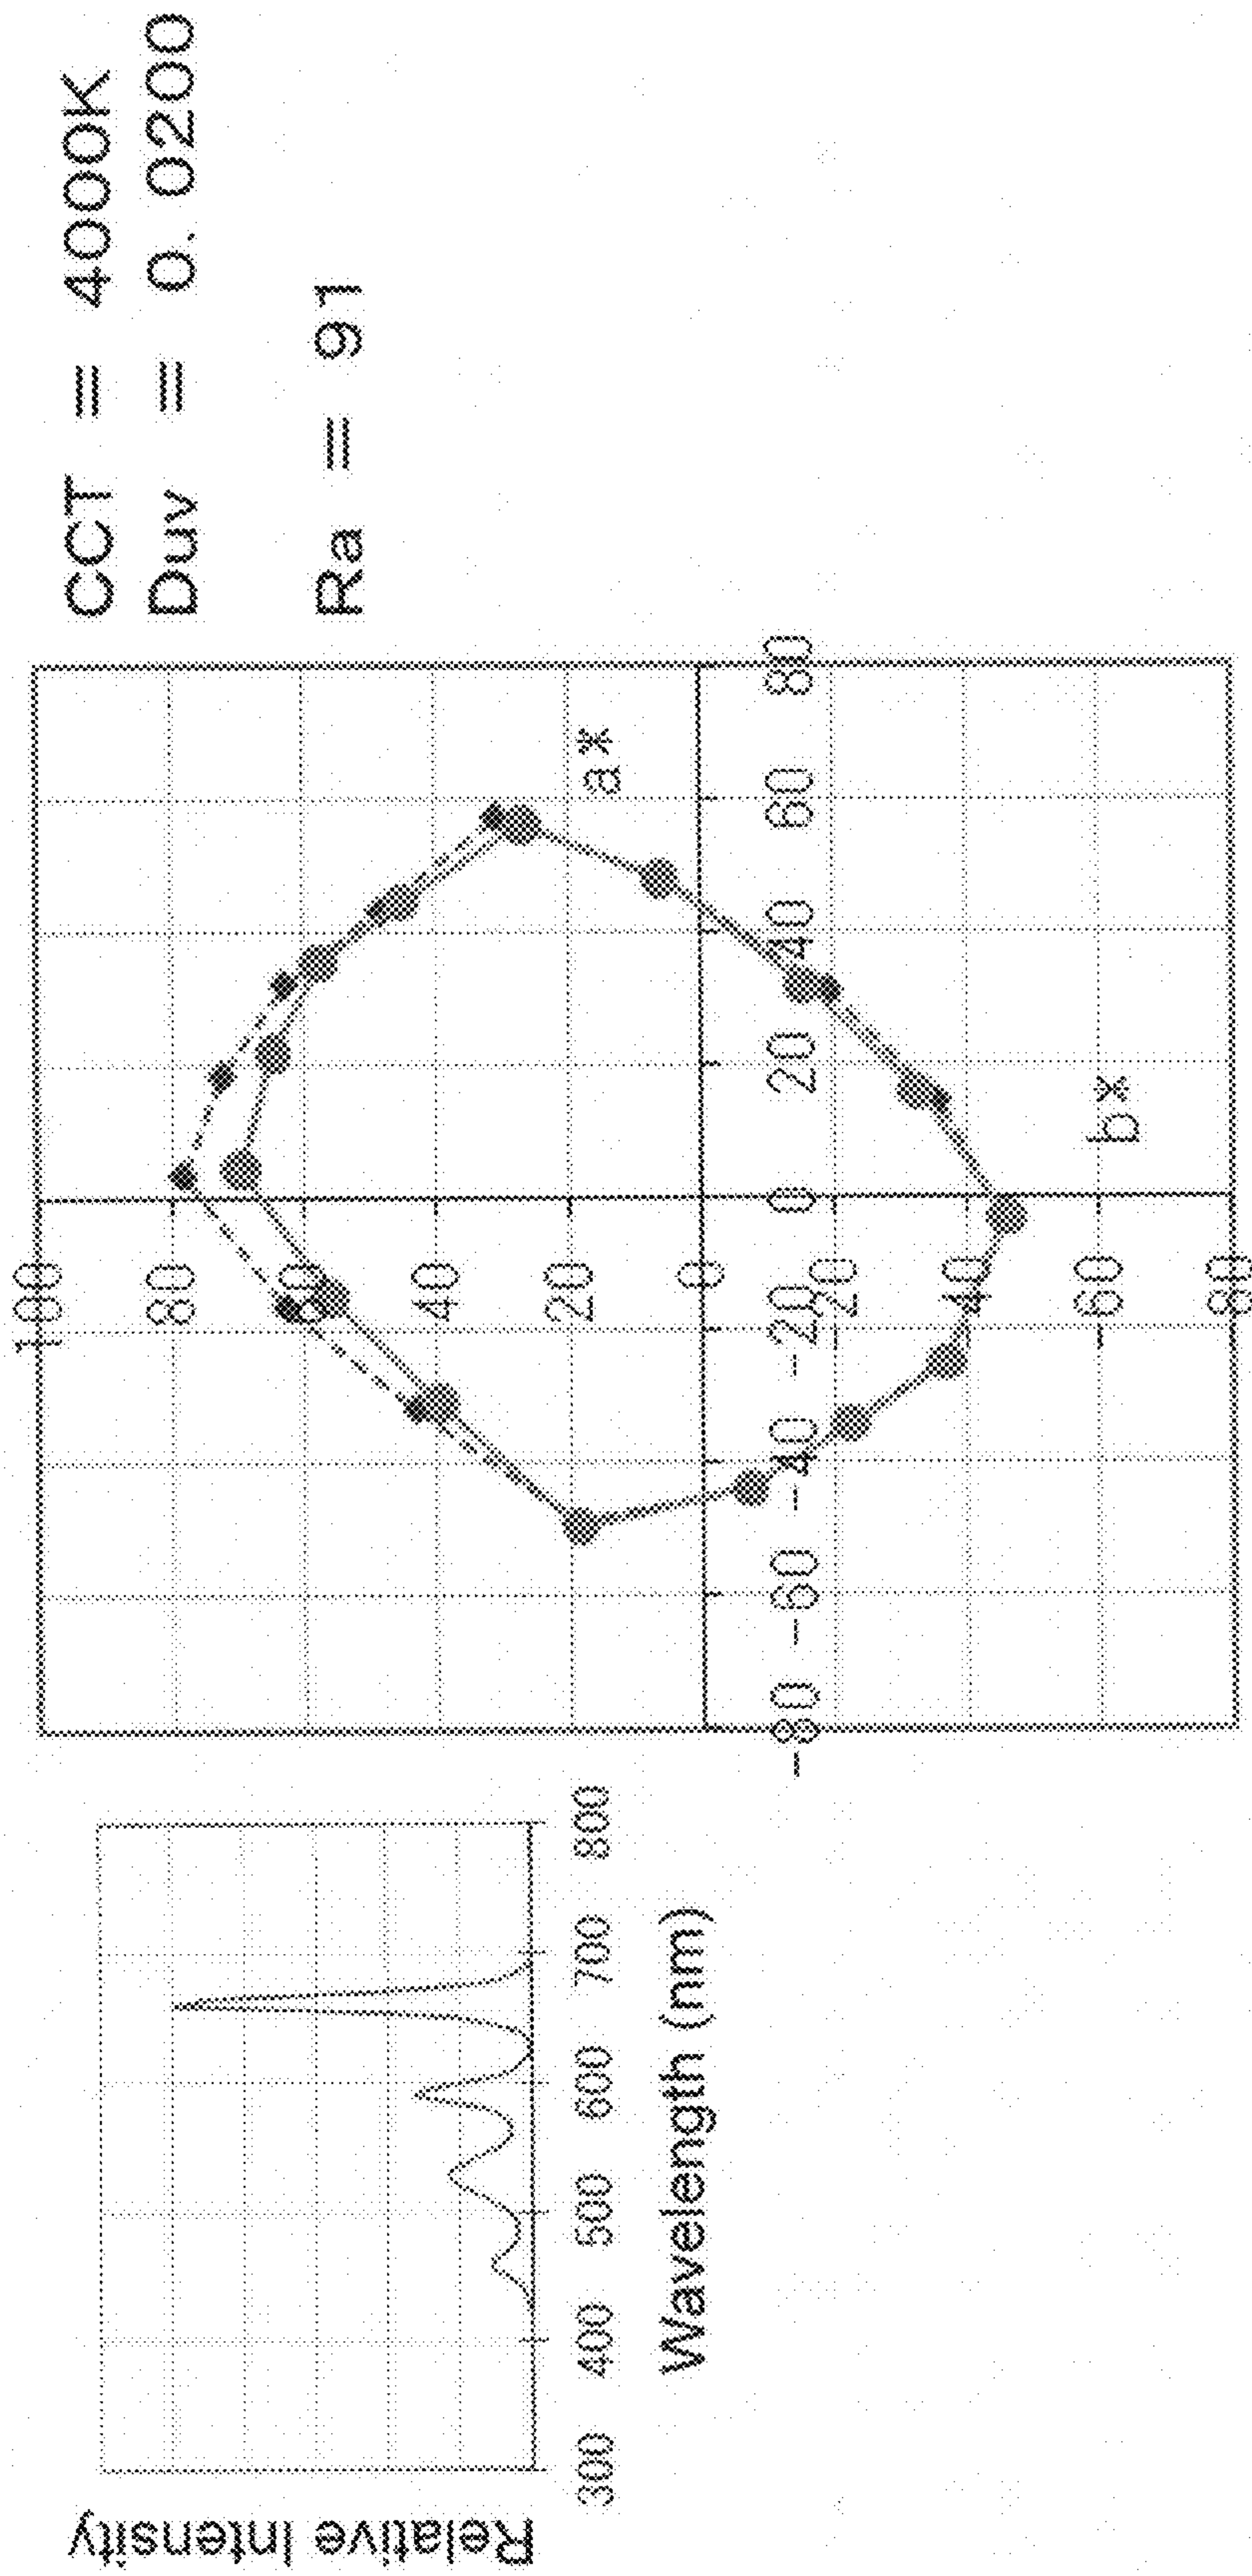 Relative Intensity
300 400 500 600 700 800
Wavelength (nm)
100
80
60
40
20
0
-20
-40
-60
-80
-80 -60 -40 -20 0 20 40 60 80
a*
b*
CCT = 4000K
Duv = 0.0200
Ra = 91